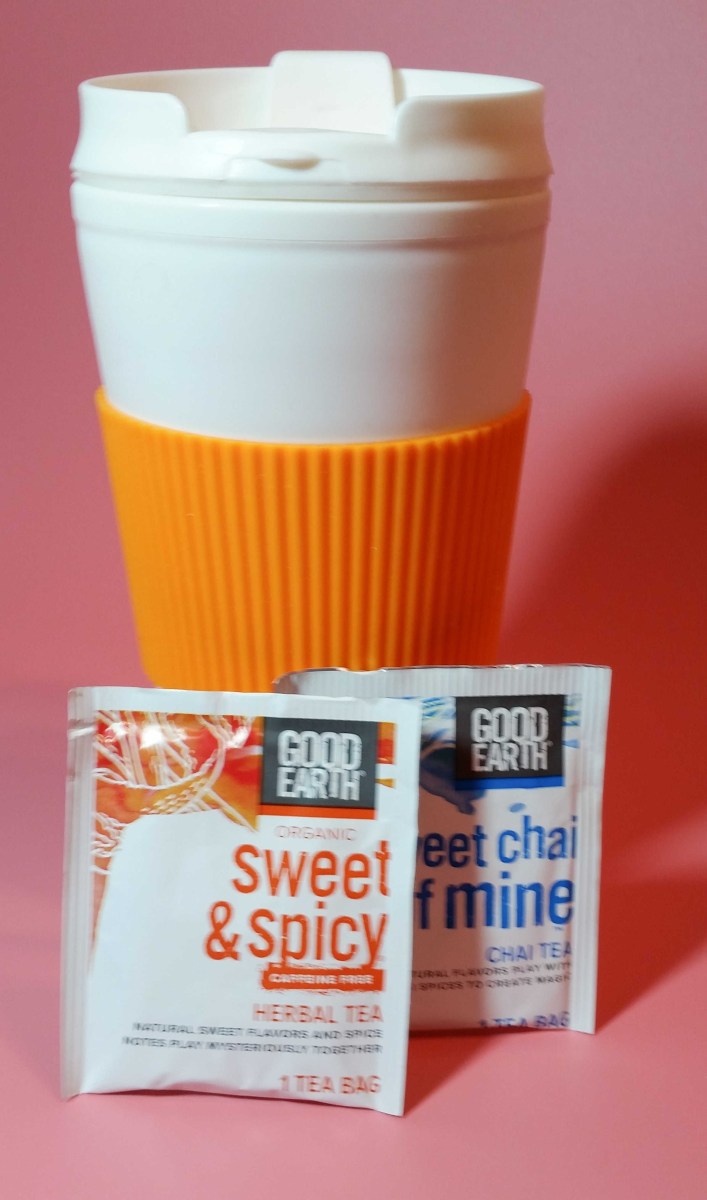 GOOD
EARTH
ORGANIC
sweet
& spicy
CAFFEINE FREE
HERBAL TEA
NATURAL SWEET FLAVORS AND SPICE
NOTES PLAY MYSTERIOUSLY TOGETHER
1 TEA BAG
GOOD
EARTH
eet chai
f mine
CHAI TEA
TURAL FLAVORS PLAY WITH
SPICES TO CREATE MAGI
1 TEA BAG